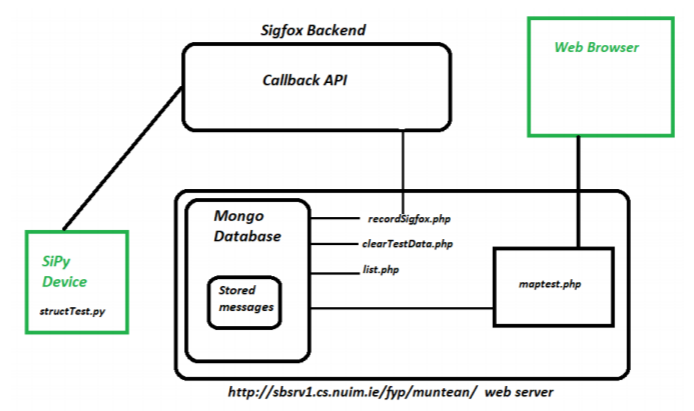 Sigfox Backend
Callback API
Web Browser
Mongo
Database
recordSigfox.php
clearTestData.php
list.php
SiPy
Device
structTest.py
Stored
messages
maptest.php
http://sbsrv1.cs.nuim.ie/fyp/muntean/ web server